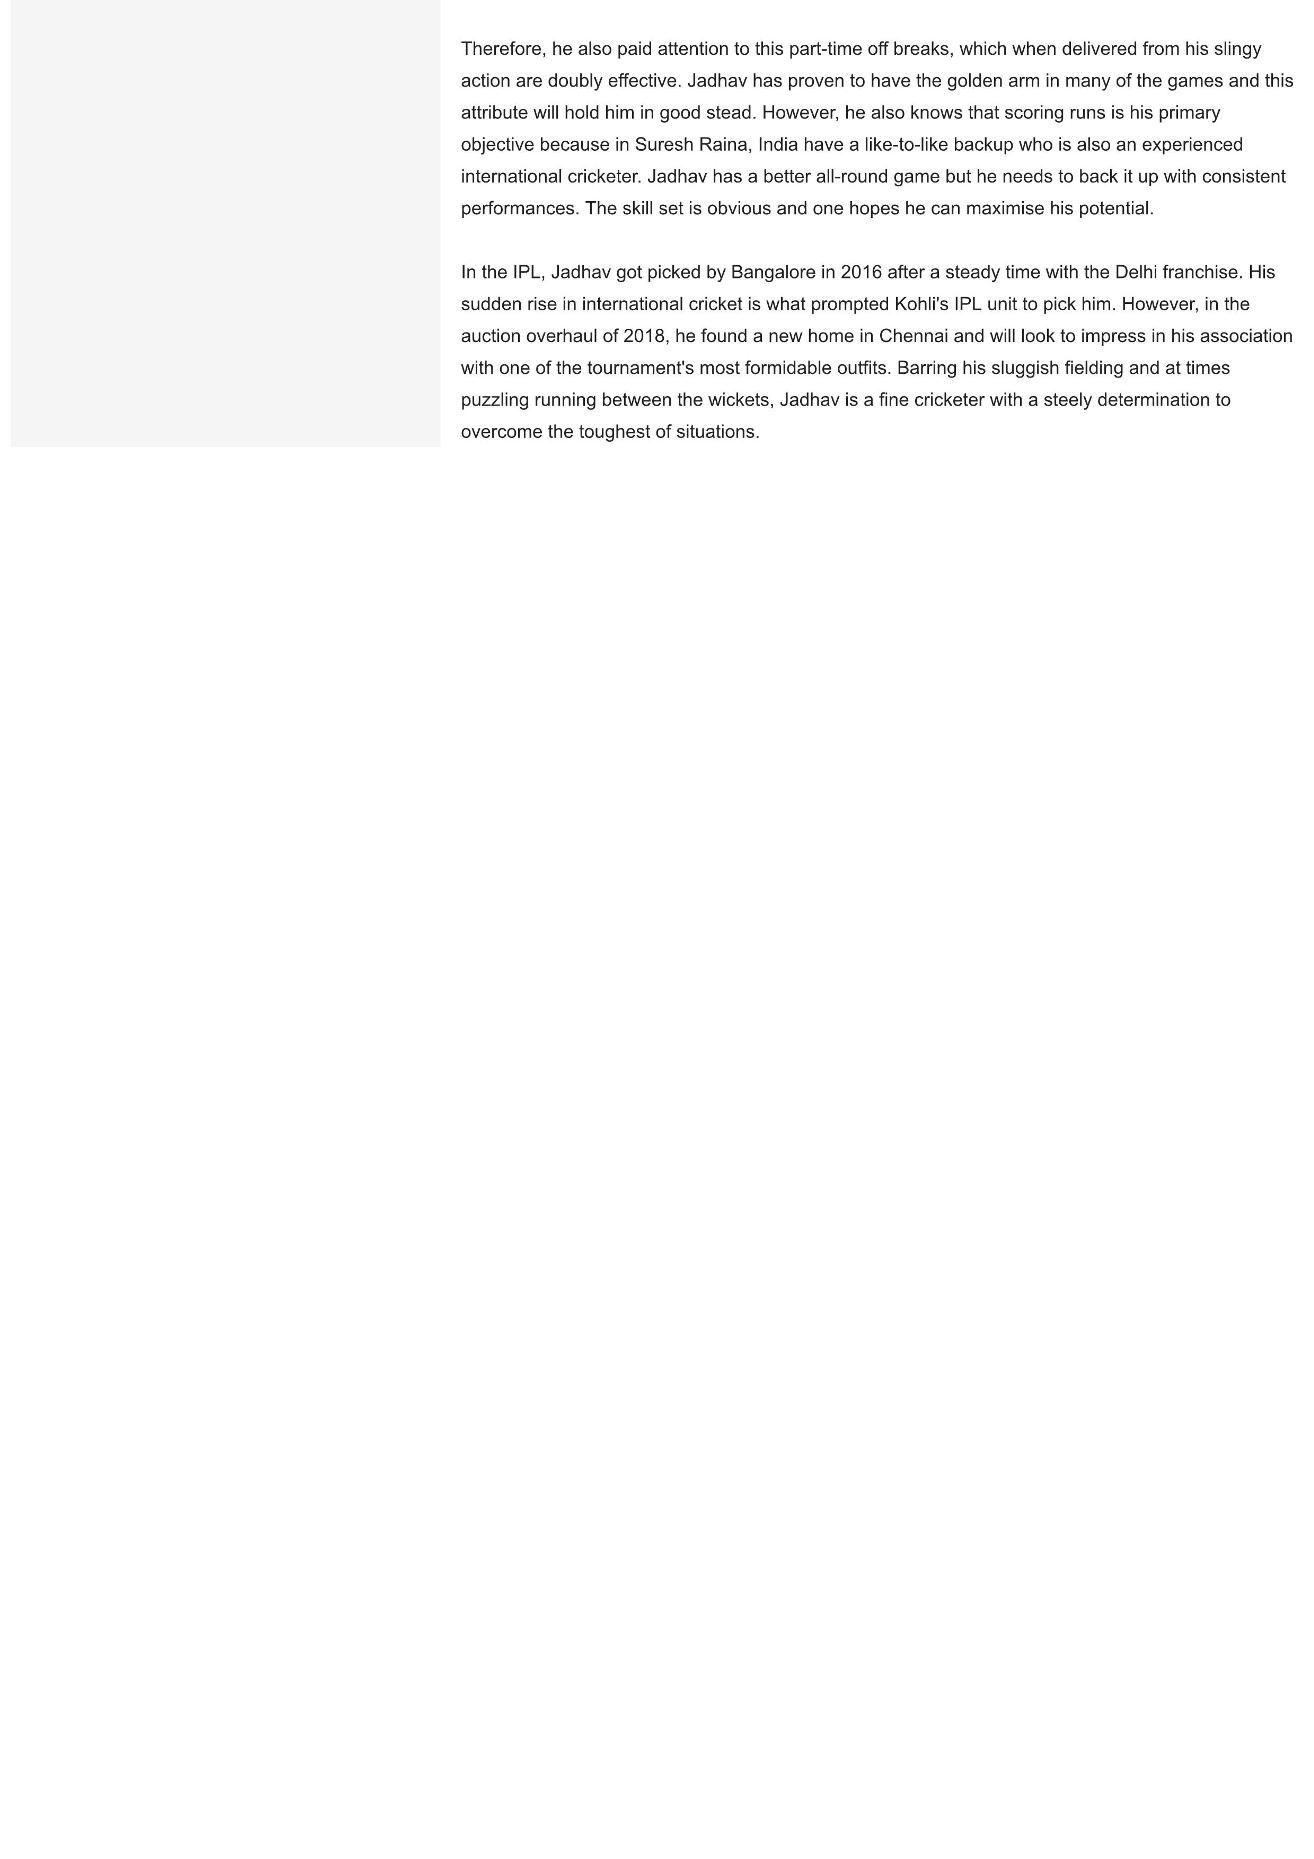 Therefore, he also paid attention to this part-time off breaks, which when delivered from his slingy
action are doubly effective. Jadhav has proven to have the golden arm in many of the games and this
attribute will hold him in good stead. However, he also knows that scoring runs is his primary
objective because in Suresh Raina, India have a like-to-like backup who is also an experienced
international cricketer. Jadhav has a better all-round game but he needs to back it up with consistent
performances. The skill set is obvious and one hopes he can maximise his potential.
In the IPL, Jadhav got picked by Bangalore in 2016 after a steady time with the Delhi franchise. His
sudden rise in international cricket is what prompted Kohli's IPL unit to pick him. However, in the
auction overhaul of 2018, he found a new home in Chennai and will look to impress in his association
with one of the tournament's most formidable outfits. Barring his sluggish fielding and at times
puzzling running between the wickets, Jadhav is a fine cricketer with a steely determination to
overcome the toughest of situations.